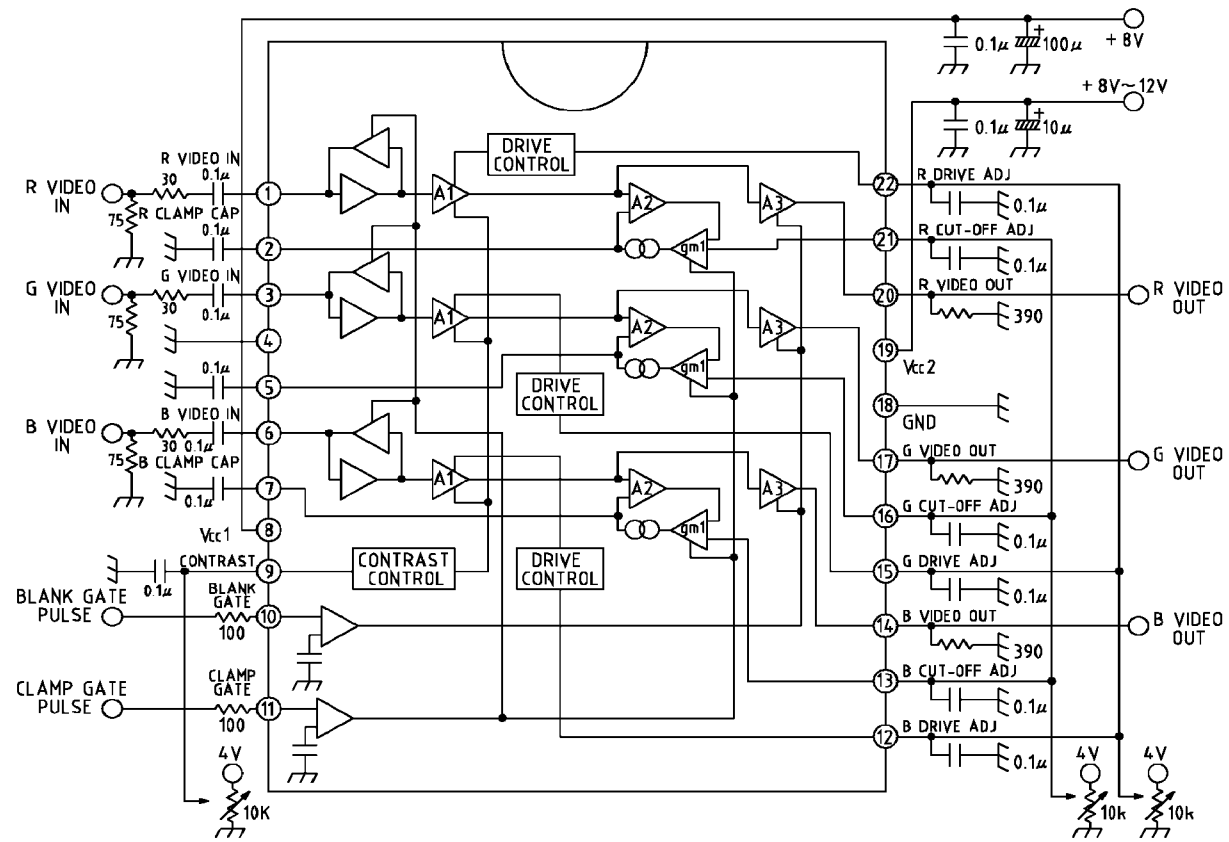 0.1μ
100μ
+
+8V
+8V~12V
0.1μ
10μ
+
R VIDEO IN
R VIDEO IN
30
0.1μ
75
R CLAMP CAP
0.1μ
G VIDEO IN
G VIDEO IN
30
0.1μ
75
0.1μ
B VIDEO IN
B VIDEO IN
30
0.1μ
75
B CLAMP CAP
0.1μ
Vcc1
CONTRAST
0.1μ
BLANK GATE PULSE
BLANK GATE
100
CLAMP GATE PULSE
CLAMP GATE
100
4V
10K
1
2
3
4
5
6
7
8
9
10
11
DRIVE CONTROL
A1
A2
A3
gm1
A1
A2
A3
gm1
DRIVE CONTROL
A1
A2
A3
gm1
CONTRAST CONTROL
DRIVE CONTROL
22
R DRIVE ADJ
0.1μ
21
R CUT-OFF ADJ
0.1μ
20
R VIDEO OUT
390
R VIDEO OUT
19
Vcc2
18
GND
17
G VIDEO OUT
390
G VIDEO OUT
16
G CUT-OFF ADJ
0.1μ
15
G DRIVE ADJ
0.1μ
14
B VIDEO OUT
390
B VIDEO OUT
13
B CUT-OFF ADJ
0.1μ
12
B DRIVE ADJ
0.1μ
4V
10k
4V
10k